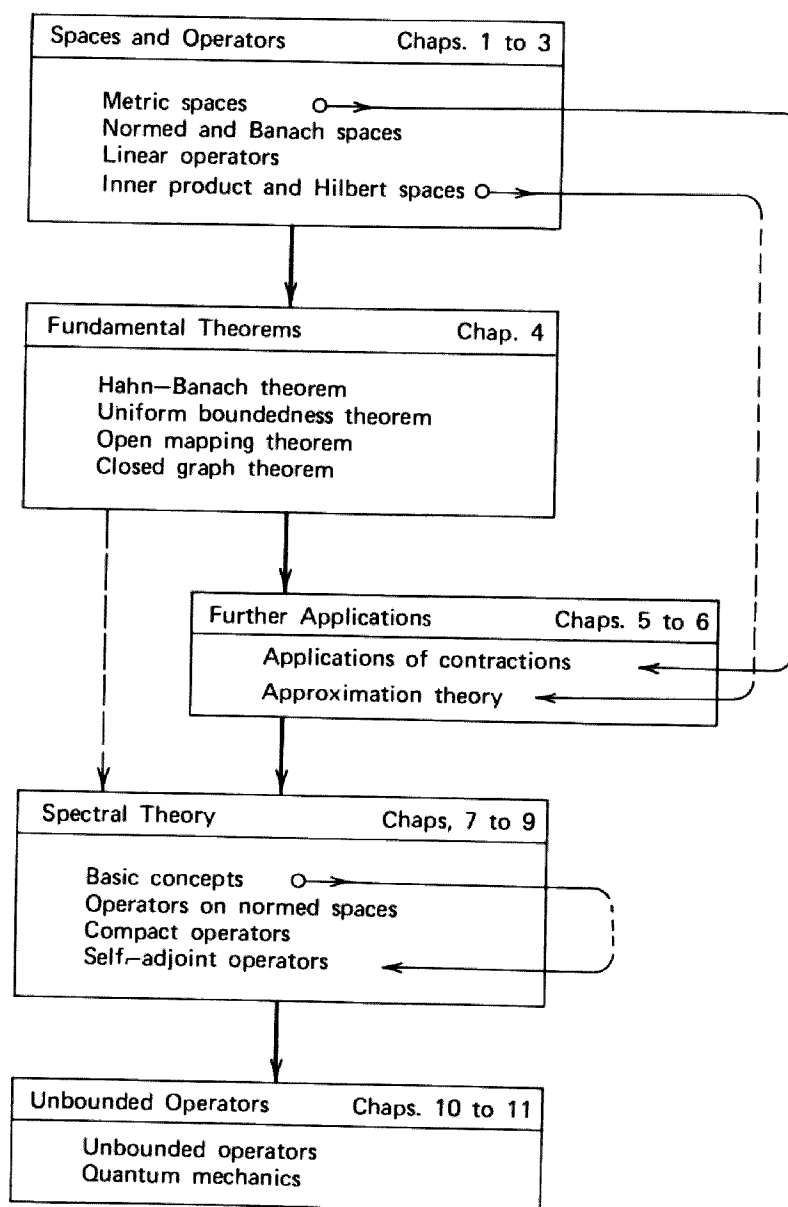 Spaces and Operators Chaps. 1 to 3
Metric spaces
Normed and Banach spaces
Linear operators
Inner product and Hilbert spaces
Fundamental Theorems Chap. 4
Hahn–Banach theorem
Uniform boundedness theorem
Open mapping theorem
Closed graph theorem
Further Applications Chaps. 5 to 6
Applications of contractions
Approximation theory
Spectral Theory Chaps, 7 to 9
Basic concepts
Operators on normed spaces
Compact operators
Self–adjoint operators
Unbounded Operators Chaps. 10 to 11
Unbounded operators
Quantum mechanics